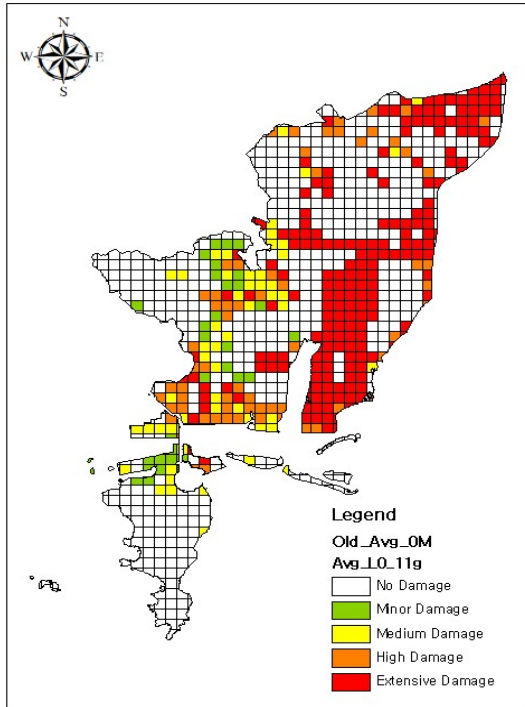 N
W E
S
Legend
Old_Avg_0M
Avg_L0_11g
No Damage
Minor Damage
Medium Damage
High Damage
Extensive Damage